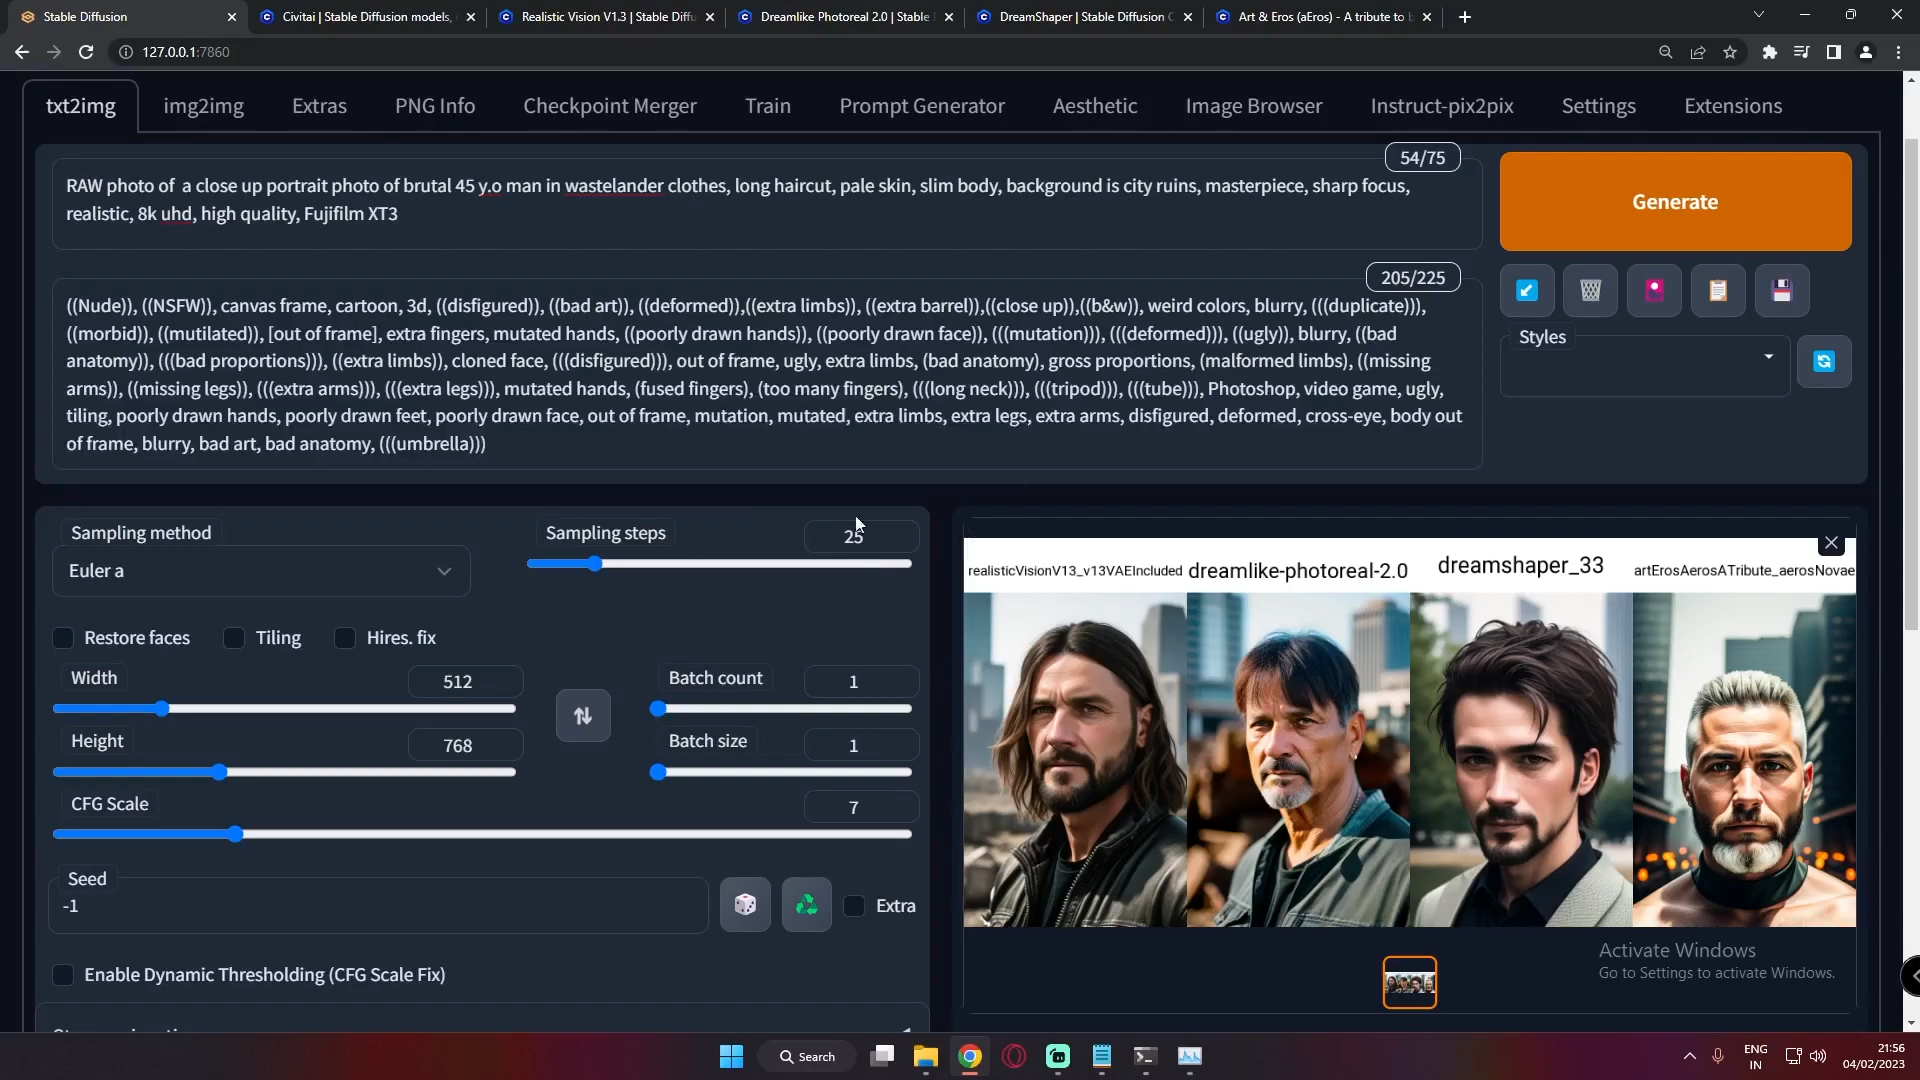 Stable Diffusion
Civitai | Stable Diffusion models,
Realistic Vision V1.3 | Stable Diffu
Dreamlike Photoreal 2.0 | Stable
DreamShaper | Stable Diffusion C
Art & Eros (aEros) - A tribute to b
127.0.0.1:7860
txt2img
img2img
Extras
PNG Info
Checkpoint Merger
Train
Prompt Generator
Aesthetic
Image Browser
Instruct-pix2pix
Settings
Extensions
54/75
RAW photo of a close up portrait photo of brutal 45 y.o man in wastelander clothes, long haircut, pale skin, slim body, background is city ruins, masterpiece, sharp focus,
realistic, 8k uhd, high quality, Fujifilm XT3
Generate
205/225
((Nude)), ((NSFW)), canvas frame, cartoon, 3d, ((disfigured)), ((bad art)), ((deformed)),((extra limbs)), ((extra barrel)),((close up)),((b&w)), weird colors, blurry, (((duplicate))),
((morbid)), ((mutilated)), [out of frame], extra fingers, mutated hands, ((poorly drawn hands)), ((poorly drawn face)), (((mutation))), (((deformed))), ((ugly)), blurry, ((bad
anatomy)), (((bad proportions))), ((extra limbs)), cloned face, (((disfigured))), out of frame, ugly, extra limbs, (bad anatomy), gross proportions, (malformed limbs), ((missing
arms)), ((missing legs)), (((extra arms))), (((extra legs))), mutated hands, (fused fingers), (too many fingers), (((long neck))), (((tripod))), (((tube))), Photoshop, video game, ugly,
tiling, poorly drawn hands, poorly drawn feet, poorly drawn face, out of frame, mutation, mutated, extra limbs, extra legs, extra arms, disfigured, deformed, cross-eye, body out
of frame, blurry, bad art, bad anatomy, (((umbrella)))
Styles
Sampling method
Euler a
Sampling steps
25
Restore faces
Tiling
Hires. fix
Width
512
Height
768
Batch count
1
Batch size
1
CFG Scale
7
Seed
-1
Extra
Enable Dynamic Thresholding (CFG Scale Fix)
realisticVisionV13_v13VAEIncluded
dreamlike-photoreal-2.0
dreamshaper_33
artErosAerosATribute_aerosNovae
Activate Windows
Go to Settings to activate Windows.
Search
ENG
IN
21:56
04/02/2023